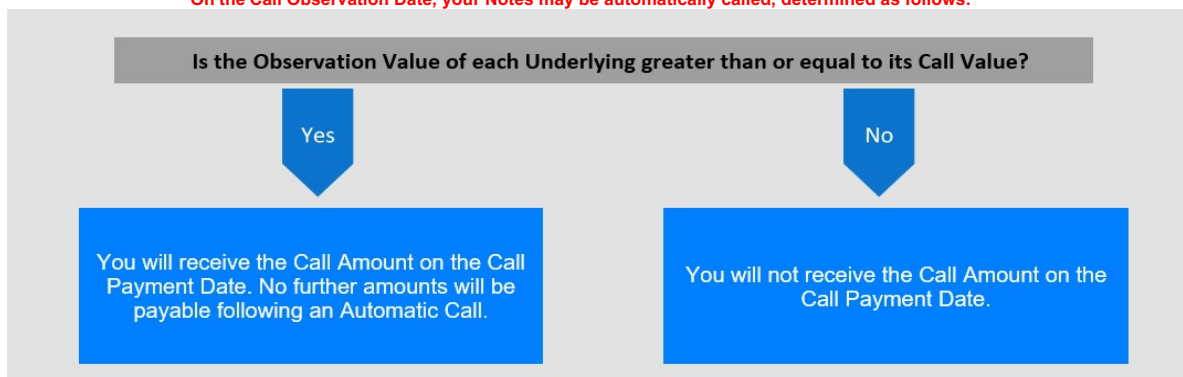 On the Call Observation Date, your Notes may be automatically called, determined as follows:
Is the Observation Value of each Underlying greater than or equal to its Call Value?
Yes
No
You will receive the Call Amount on the Call
Payment Date. No further amounts will be
payable following an Automatic Call.
You will not receive the Call Amount on the
Call Payment Date.